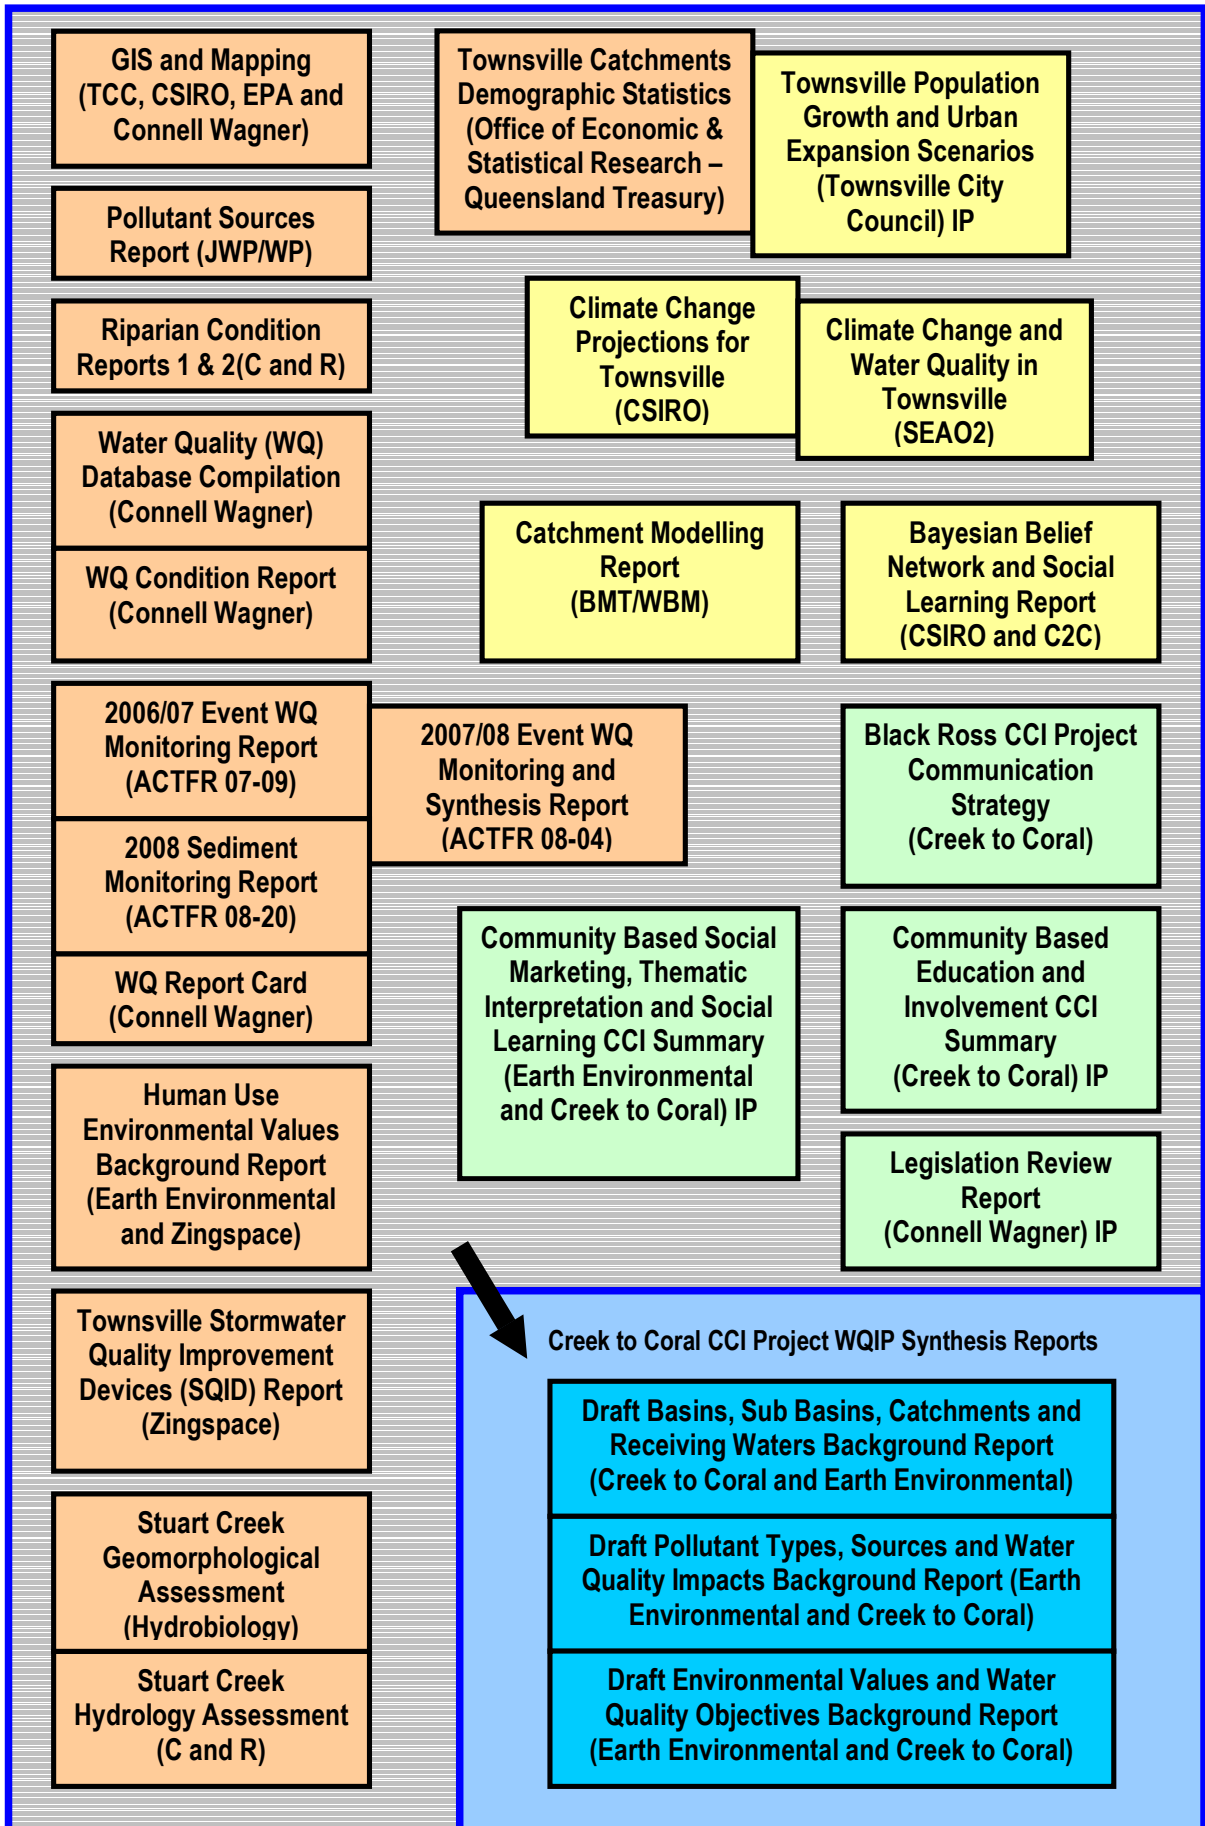 GIS and Mapping
(TCC, CSIRO, EPA and
Connell Wagner)
Pollutant Sources
Report (JWP/WP)
Riparian Condition
Reports 1 & 2(C and R)
Water Quality (WQ)
Database Compilation
(Connell Wagner)
WQ Condition Report
(Connell Wagner)
2006/07 Event WQ
Monitoring Report
(ACTFR 07-09)
2008 Sediment
Monitoring Report
(ACTFR 08-20)
WQ Report Card
(Connell Wagner)
Human Use
Environmental Values
Background Report
(Earth Environmental
and Zingspace)
Townsville Stormwater
Quality Improvement
Devices (SQID) Report
(Zingspace)
Stuart Creek
Geomorphological
Assessment
(Hydrobiology)
Stuart Creek
Hydrology Assessment
(C and R)
Townsville Catchments
Demographic Statistics
(Office of Economic &
Statistical Research –
Queensland Treasury)
Townsville Population
Growth and Urban
Expansion Scenarios
(Townsville City
Council) IP
Climate Change
Projections for
Townsville
(CSIRO)
Climate Change and
Water Quality in
Townsville
(SEAO2)
Catchment Modelling
Report
(BMT/WBM)
Bayesian Belief
Network and Social
Learning Report
(CSIRO and C2C)
2007/08 Event WQ
Monitoring and
Synthesis Report
(ACTFR 08-04)
Black Ross CCI Project
Communication
Strategy
(Creek to Coral)
Community Based Social
Marketing, Thematic
Interpretation and Social
Learning CCI Summary
(Earth Environmental
and Creek to Coral) IP
Community Based
Education and
Involvement CCI
Summary
(Creek to Coral) IP
Legislation Review
Report
(Connell Wagner) IP
Creek to Coral CCI Project WQIP Synthesis Reports
Draft Basins, Sub Basins, Catchments and
Receiving Waters Background Report
(Creek to Coral and Earth Environmental)
Draft Pollutant Types, Sources and Water
Quality Impacts Background Report (Earth
Environmental and Creek to Coral)
Draft Environmental Values and Water
Quality Objectives Background Report
(Earth Environmental and Creek to Coral)